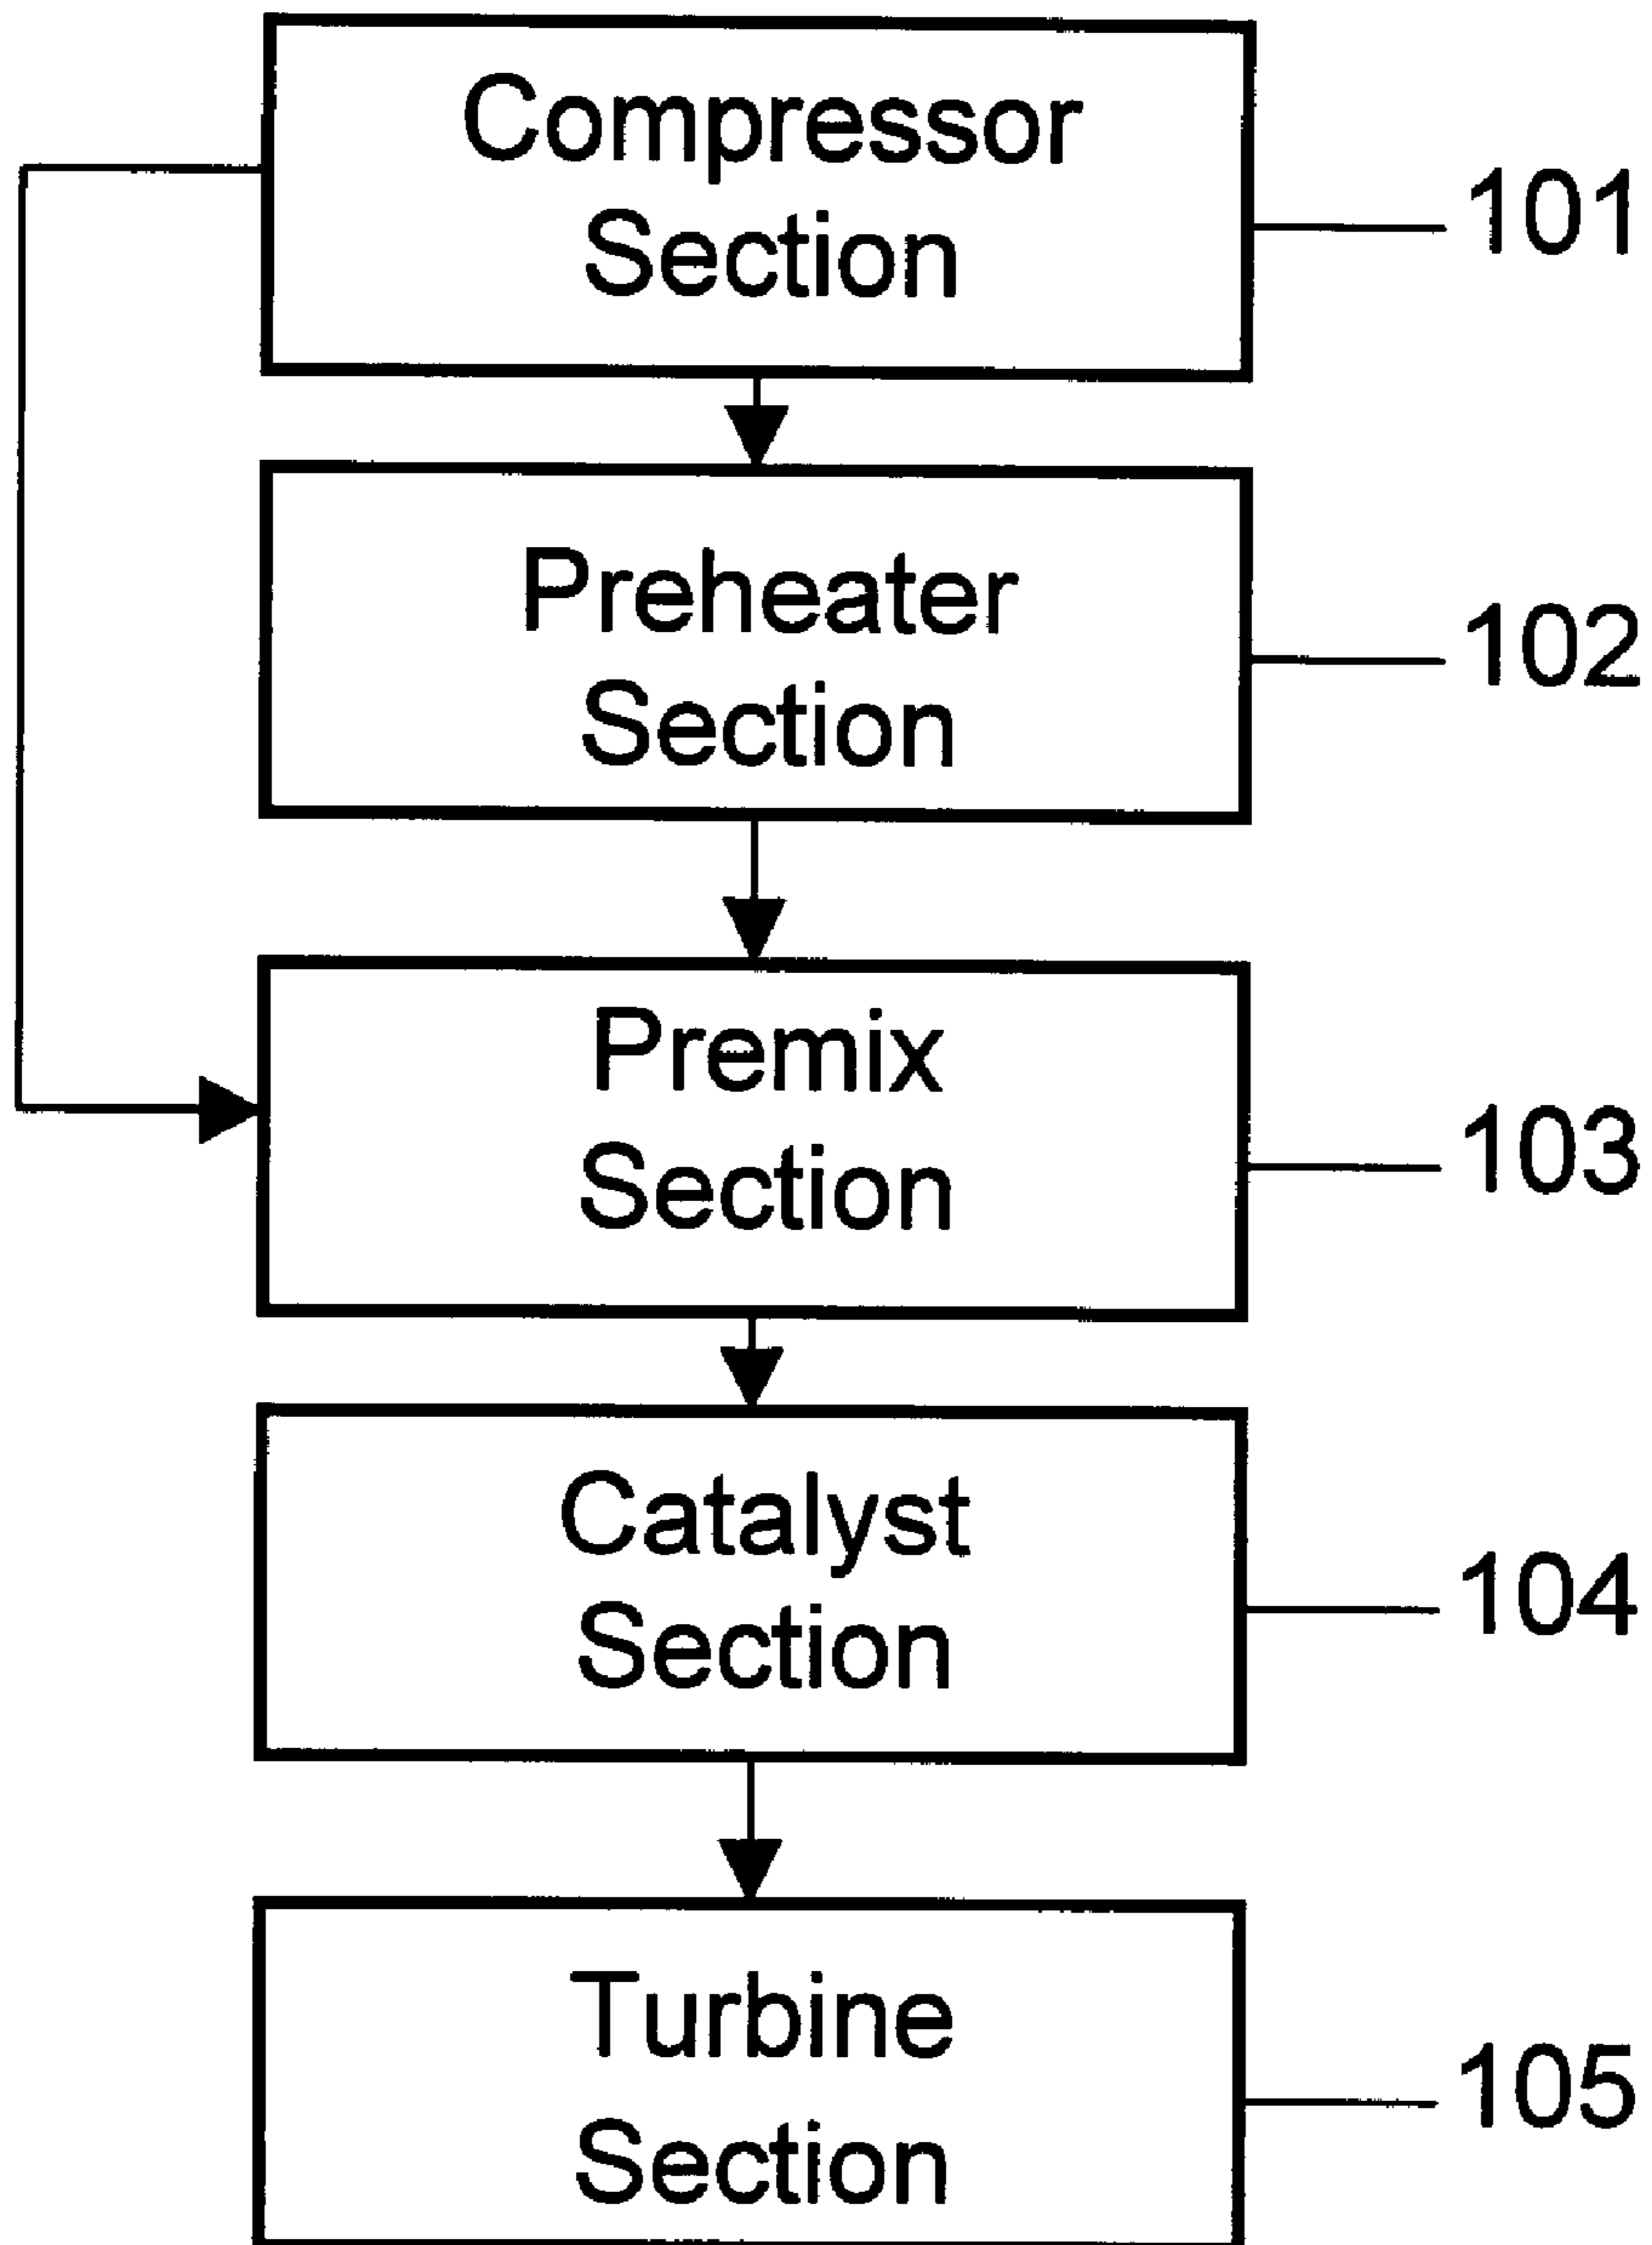 Compressor
Section
101
Preheater
Section
102
Premix
Section
103
Catalyst
Section
104
Turbine
Section
105